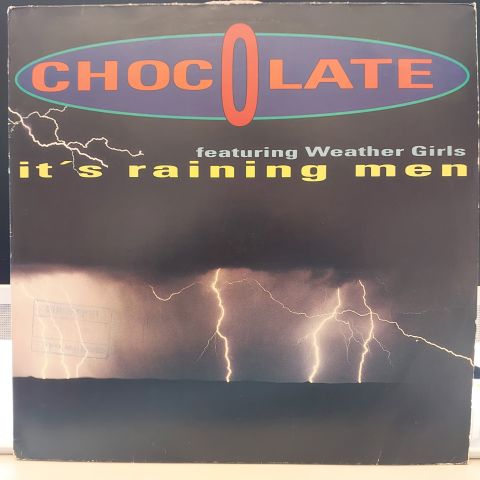 CHOCOLATE
featuring Weather Girls
it´s raining men